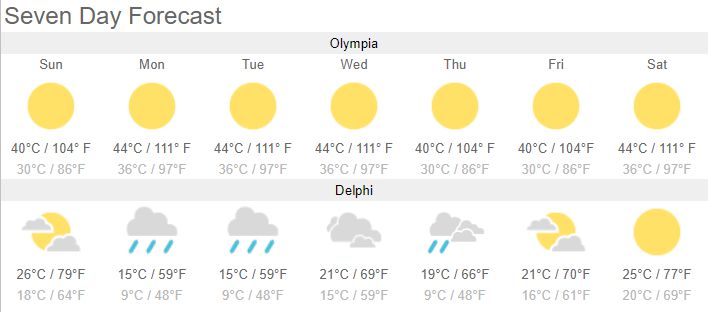 Seven Day Forecast
Olympia
Sun Mon Tue Wed Thu Fri Sat
40°C / 104° F 44°C / 111° F 44°C / 111° F 44°C / 111° F 40°C / 104°F 40°C / 104°F 44°C / 111° F
30°C / 86°F 36°C / 97°F 36°C / 97°F 36°C / 97°F 30°C / 86°F 30°C / 86°F 36°C / 97°F
Delphi
26°C / 79°F 15°C / 59°F 15°C / 59°F 21°C / 69°F 19°C / 66°F 21°C / 70°F 25°C / 77°F
18°C / 64°F 9°C / 48°F 9°C / 48°F 15°C / 59°F 9°C / 48°F 16°C / 61°F 20°C / 69°F